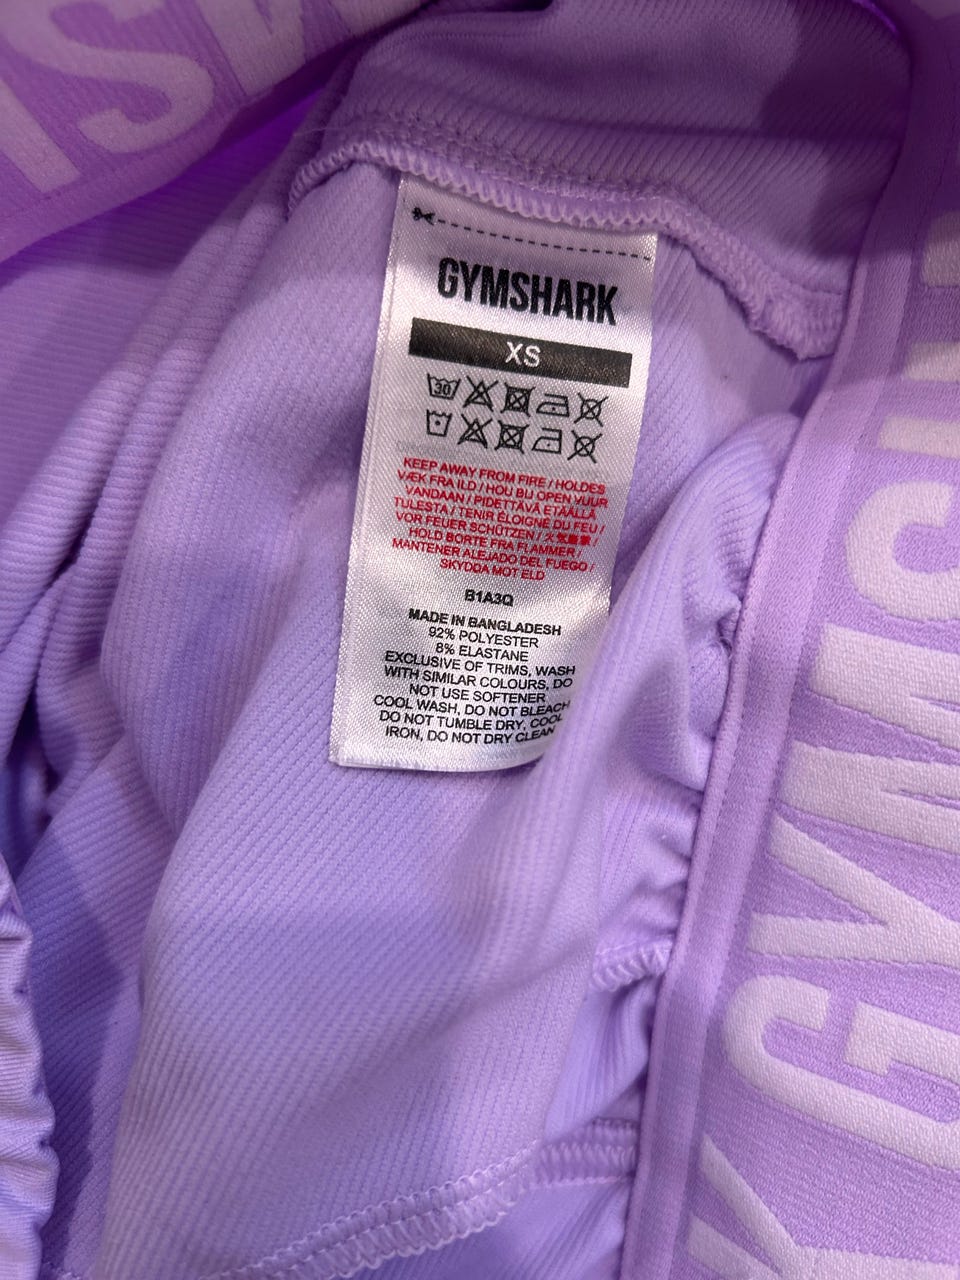 GYMSHARK
XS
30
KEEP AWAY FROM FIRE / HOLDES
VÆK FRA ILD / HOU BIJ OPEN VUUR
VANDAAN / PIDETTÄVÄ ETÄÄLLÄ
TULESTA / TENIR ÉLOIGNÉ DU FEU /
VOR FEUER SCHÜTZEN / 火気厳禁 /
HOLD BORTE FRA FLAMMER /
MANTENER ALEJADO DEL FUEGO /
SKYDDA MOT ELD
B1A3Q
MADE IN BANGLADESH
92% POLYESTER
8% ELASTANE
EXCLUSIVE OF TRIMS, WASH
WITH SIMILAR COLOURS, DO
NOT USE SOFTENER
COOL WASH, DO NOT BLEACH
DO NOT TUMBLE DRY, COOL
IRON, DO NOT DRY CLEAN
K GYMSH